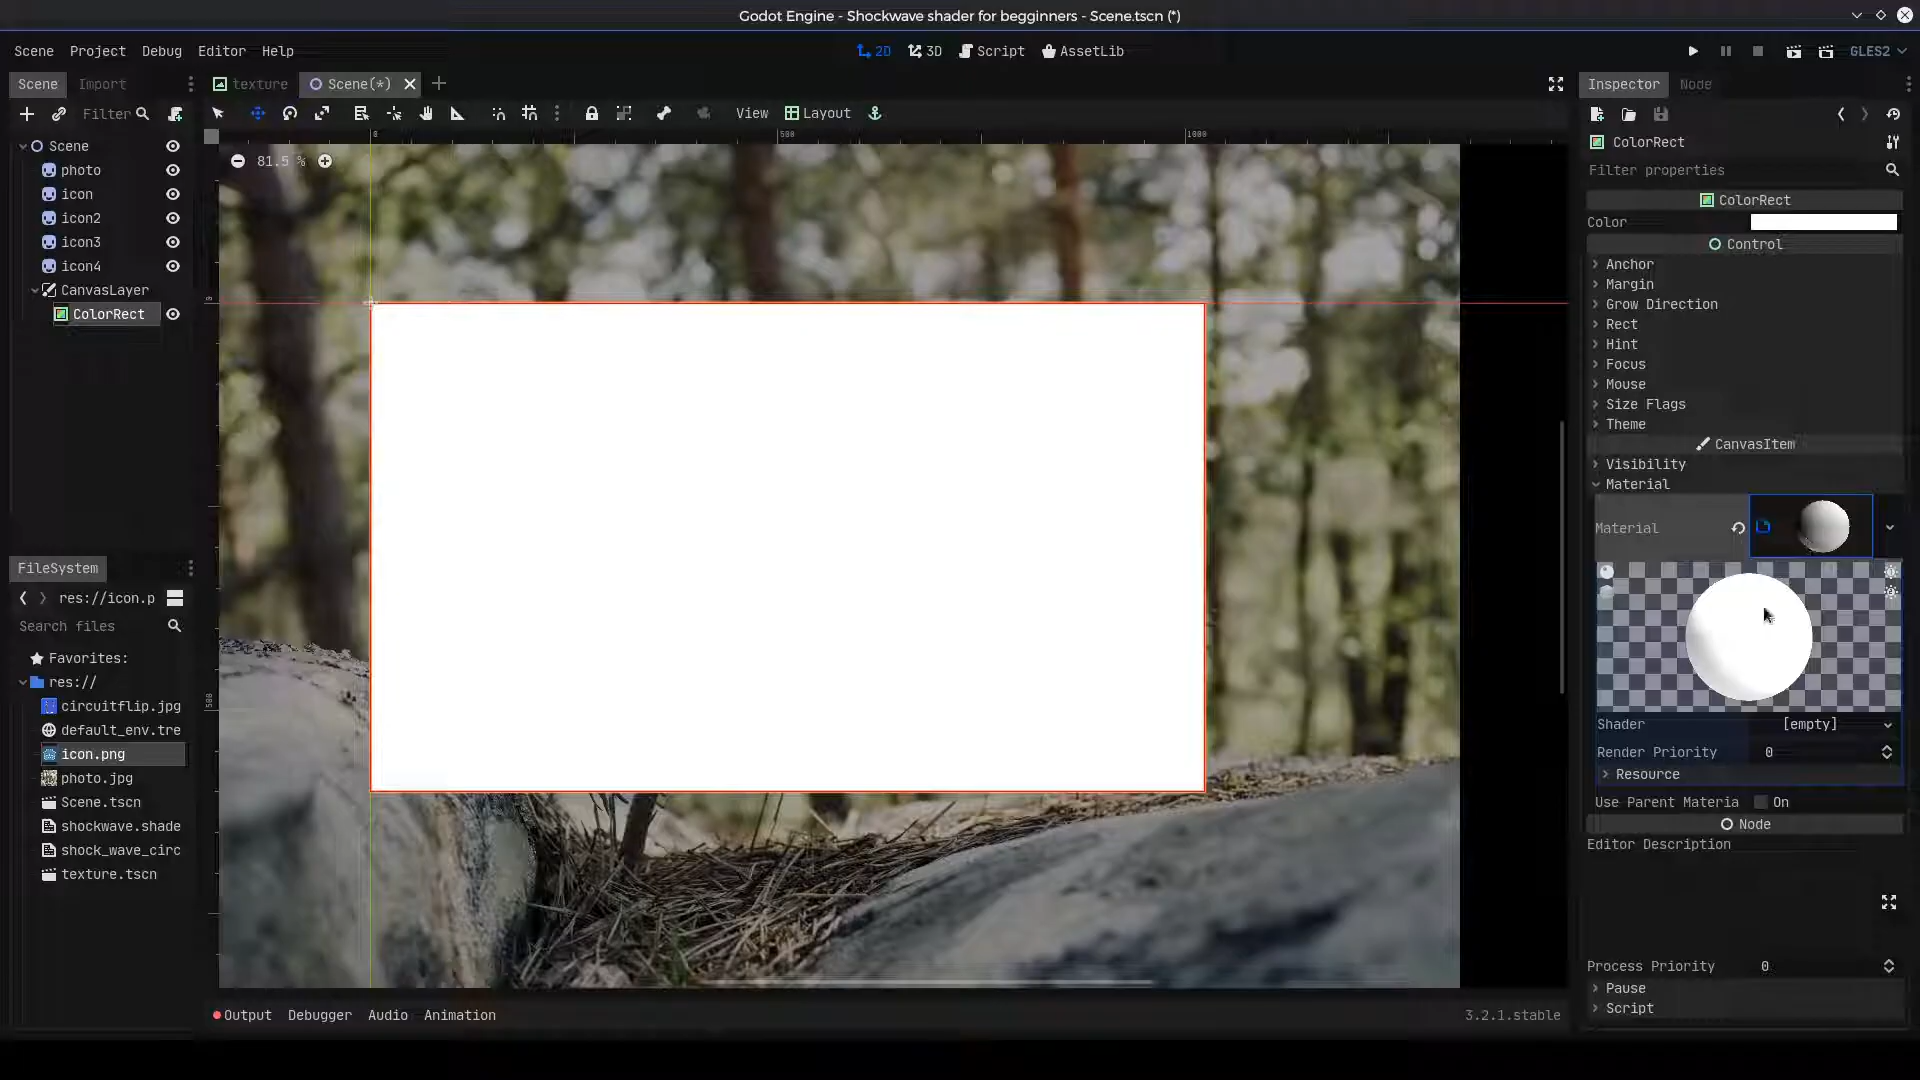 Godot Engine - Shockwave shader for begginners - Scene.tscn (*)
Scene Project Debug Editor Help
2D 3D Script AssetLib
GLES2
Scene Import
texture Scene(*)
Inspector Node
Filter
View Layout
ColorRect
Filter properties
0 500 1000
81.5 %
Scene
photo
icon
icon2
icon3
icon4
CanvasLayer
ColorRect
0
500
ColorRect
Color
Control
Anchor
Margin
Grow Direction
Rect
Hint
Focus
Mouse
Size Flags
Theme
CanvasItem
Visibility
Material
Material
Shader [empty]
Render Priority 0
Resource
Use Parent Materia On
Node
Editor Description
Process Priority 0
Pause
Script
FileSystem
res://icon.p
Search files
Favorites:
res://
circuitflip.jpg
default_env.tre
icon.png
photo.jpg
Scene.tscn
shockwave.shade
shock_wave_circ
texture.tscn
Output Debugger Audio Animation
3.2.1.stable